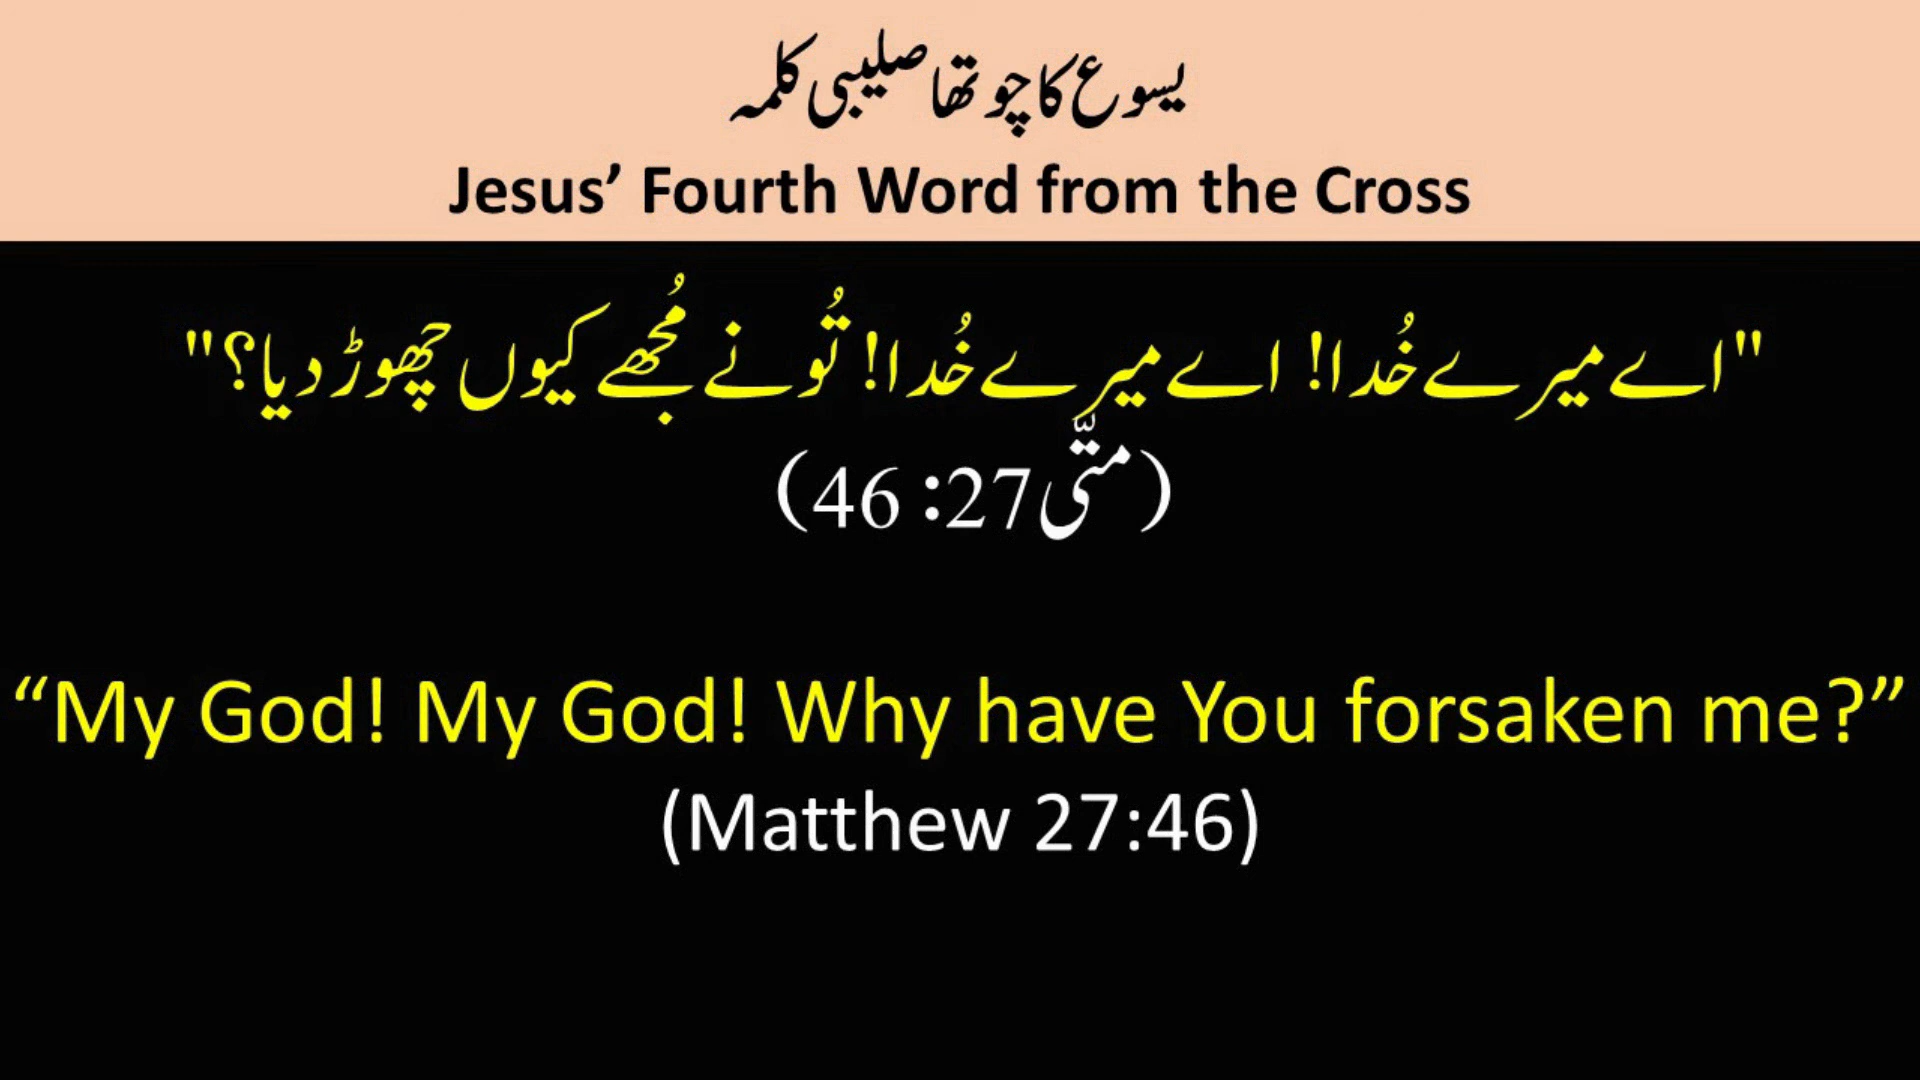 یسوع کا چوتھا صلیبی کلمہ
Jesus’ Fourth Word from the Cross
"اے میرے خُدا! اے میرے خُدا! تُو نے مُجھے کیوں چھوڑ دیا؟"
(متّی 27: 46)
“My God! My God! Why have You forsaken me?”
(Matthew 27:46)